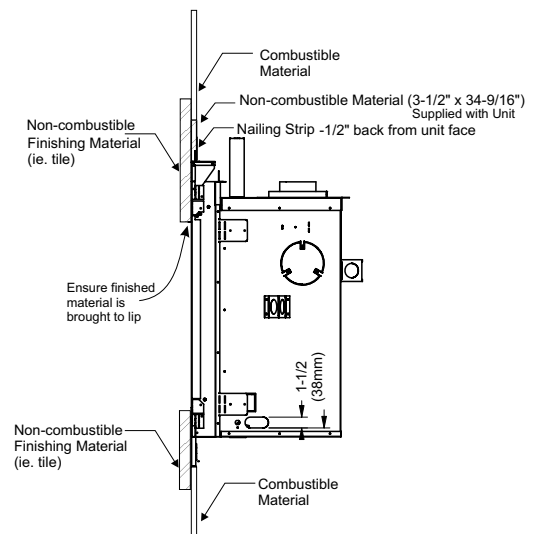 Combustible
Material
Non-combustible Material (3-1/2" x 34-9/16")
Supplied with Unit
Nailing Strip -1/2" back from unit face
Non-combustible
Finishing Material
(ie. tile)
Ensure finished
material is
brought to lip
1-1/2
(38mm)
Non-combustible
Finishing Material
(ie. tile)
Combustible
Material